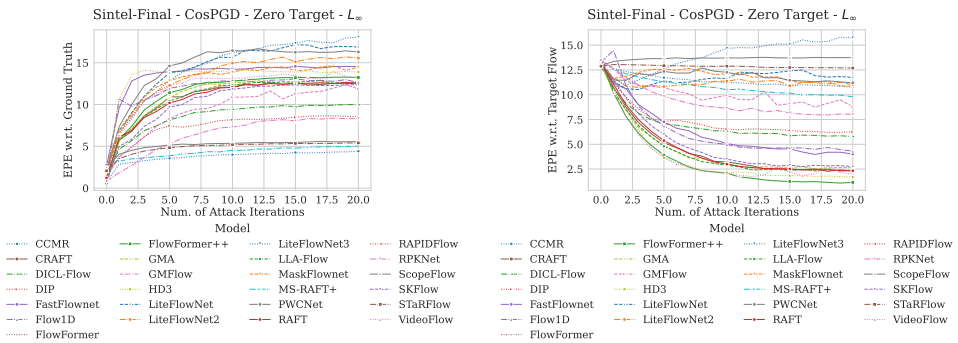 Sintel-Final - CosPGD - Zero Target - L∞
EPE w.r.t. Ground Truth
15
10
5
0
0.0 2.5 5.0 7.5 10.0 12.5 15.0 17.5 20.0
Num. of Attack Iterations
Model
CCMR FlowFormer++ LiteFlowNet3 RAPIDFlow
CRAFT GMA LLA-Flow RPKNet
DICL-Flow GMFlow MaskFlownet ScopeFlow
DIP HD3 MS-RAFT+ SKFlow
FastFlownet LiteFlowNet PWCNet STaRFlow
Flow1D LiteFlowNet2 RAFT VideoFlow
FlowFormer
Sintel-Final - CosPGD - Zero Target - L∞
EPE w.r.t. Target Flow
15.0
12.5
10.0
7.5
5.0
2.5
0.0 2.5 5.0 7.5 10.0 12.5 15.0 17.5 20.0
Num. of Attack Iterations
Model
CCMR FlowFormer++ LiteFlowNet3 RAPIDFlow
CRAFT GMA LLA-Flow RPKNet
DICL-Flow GMFlow MaskFlownet ScopeFlow
DIP HD3 MS-RAFT+ SKFlow
FastFlownet LiteFlowNet PWCNet STaRFlow
Flow1D LiteFlowNet2 RAFT VideoFlow
FlowFormer